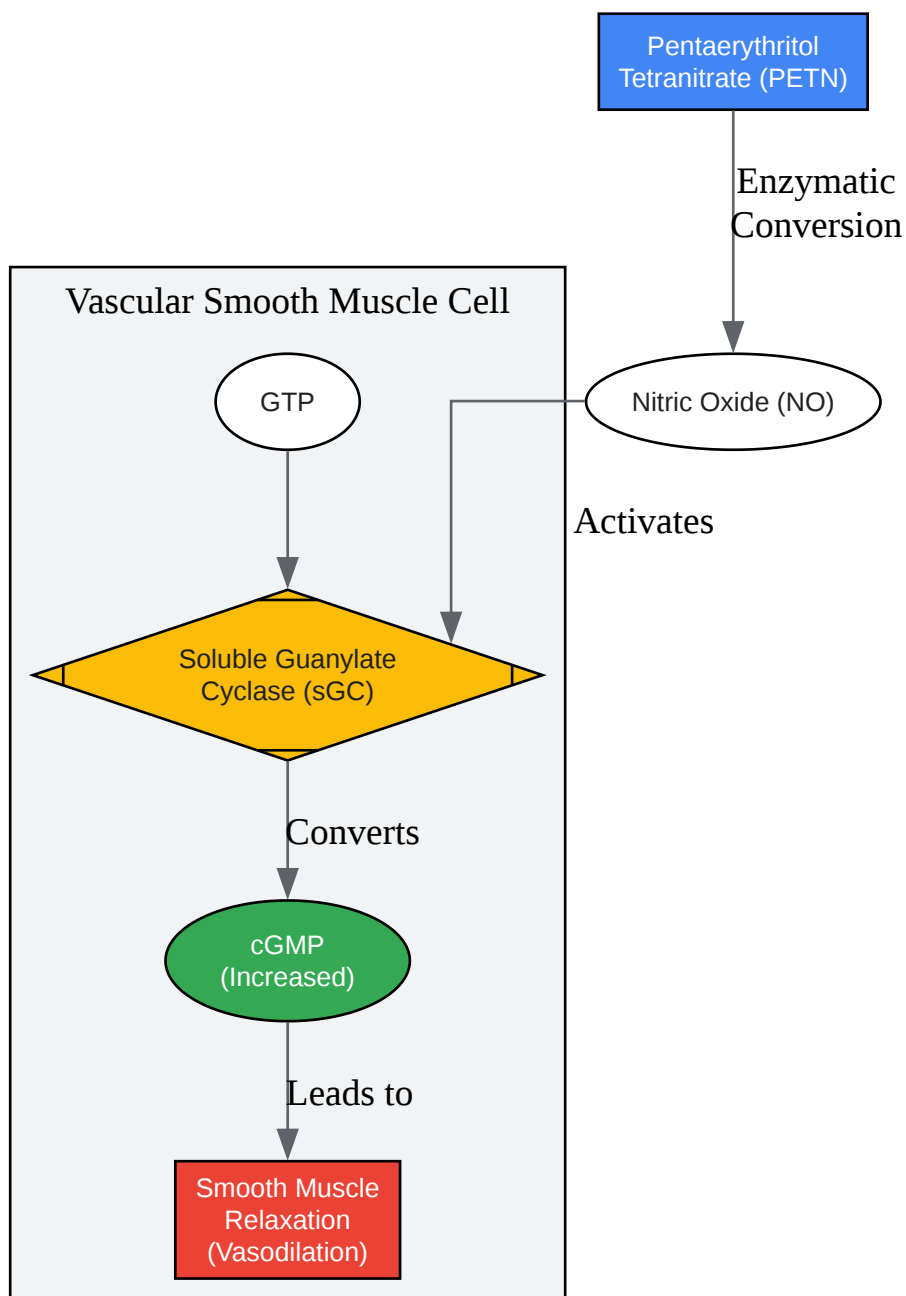 Pentaerythritol
Tetranitrate (PETN)
Enzymatic
Conversion
Vascular Smooth Muscle Cell
GTP
Nitric Oxide (NO)
Activates
Soluble Guanylate
Cyclase (sGC)
Converts
cGMP
(Increased)
Leads to
Smooth Muscle
Relaxation
(Vasodilation)